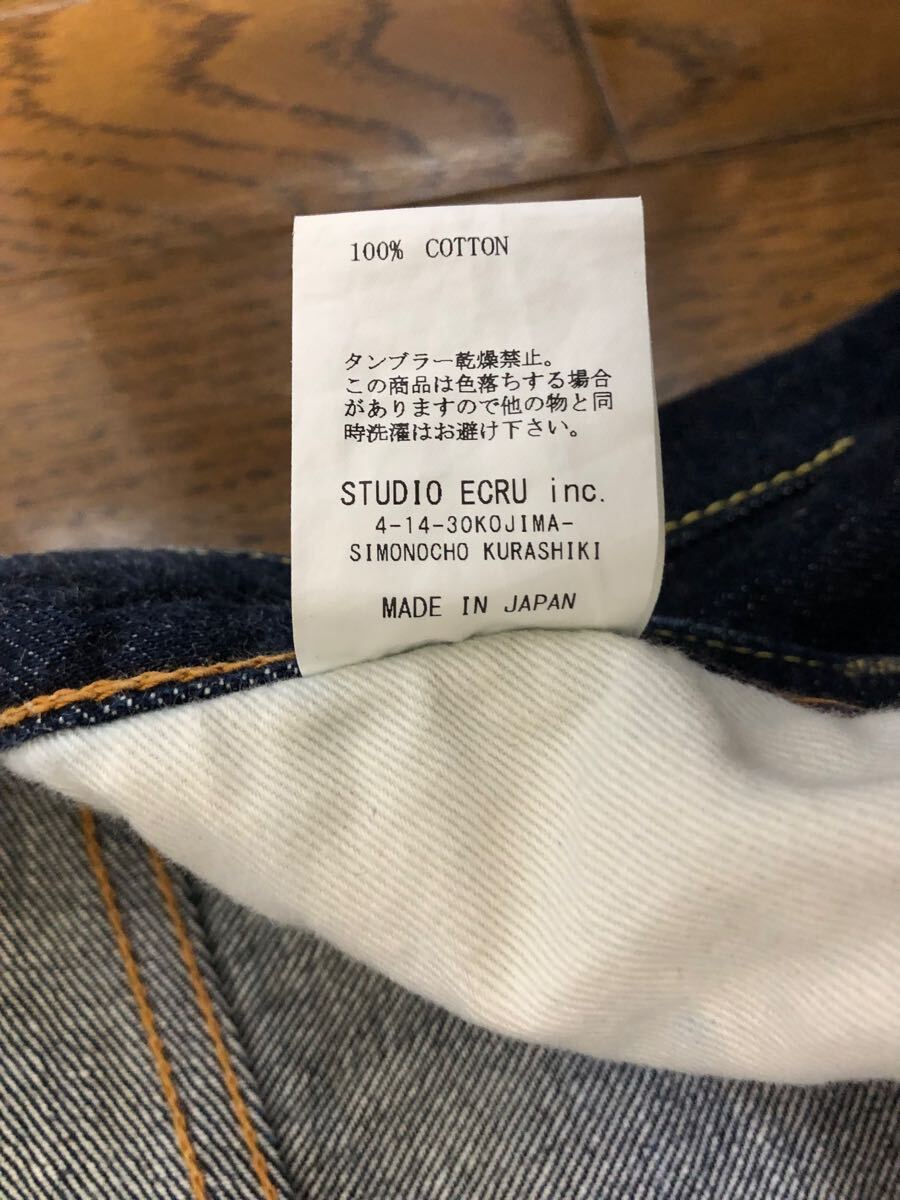 100% COTTON
タンブラー乾燥禁止。
この商品は色落ちする場合
がありますので他の物と同
時洗濯はお避け下さい。
STUDIO ECRU inc.
4-14-30KOJIMA-
SIMONOCHO KURASHIKI
MADE IN JAPAN